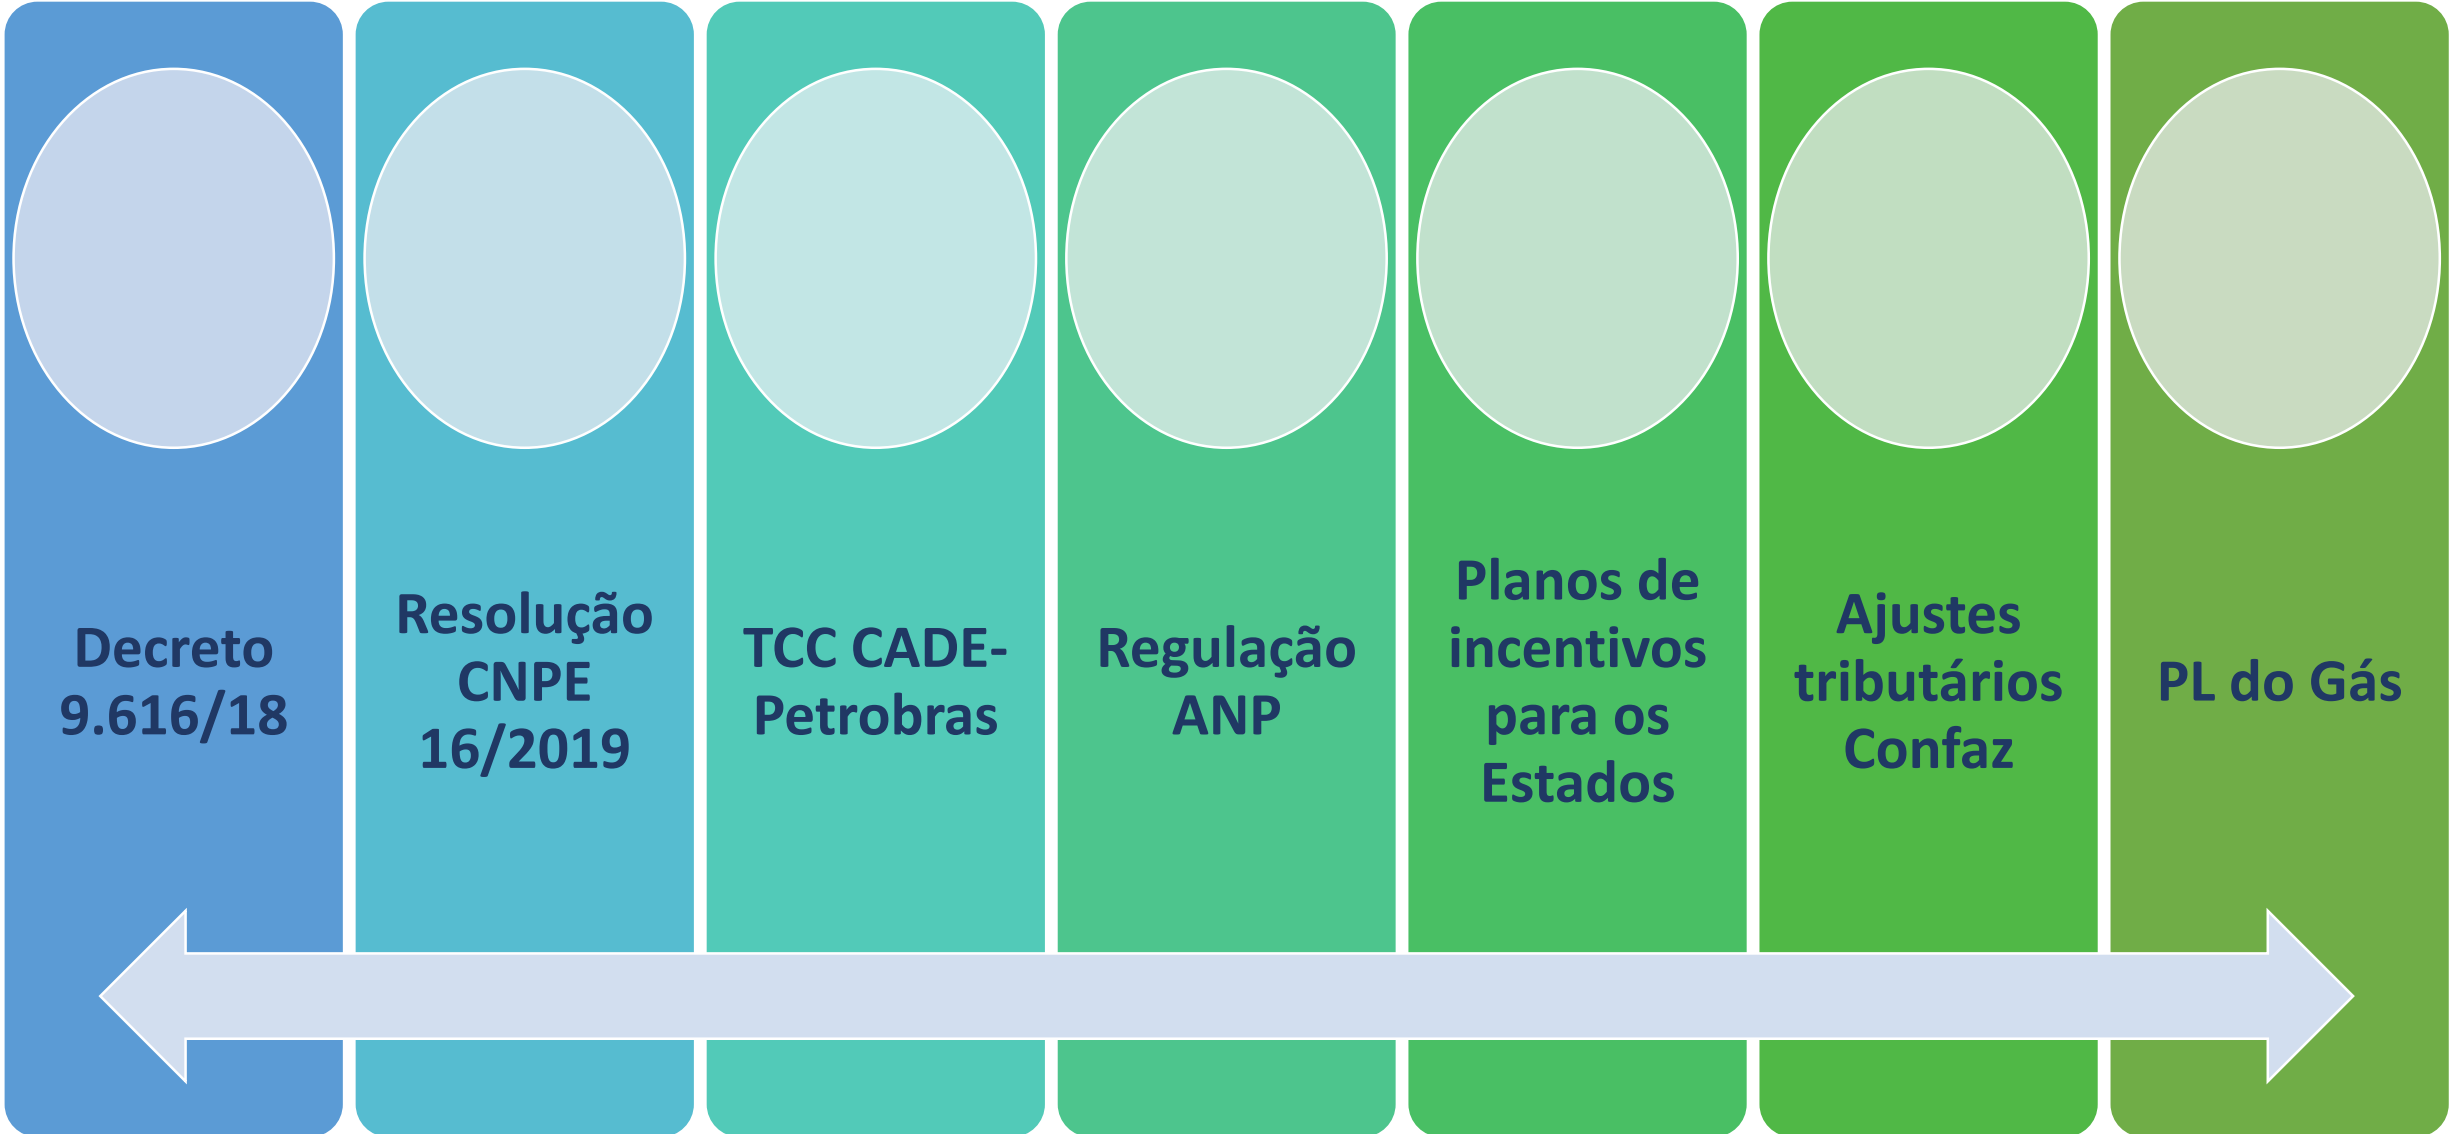 Decreto
9.616/18
Resolução
CNPE
16/2019
TCC CADE-
Petrobras
Regulação
ANP
Planos de
incentivos
para os
Estados
Ajustes
tributários
Confaz
PL do Gás